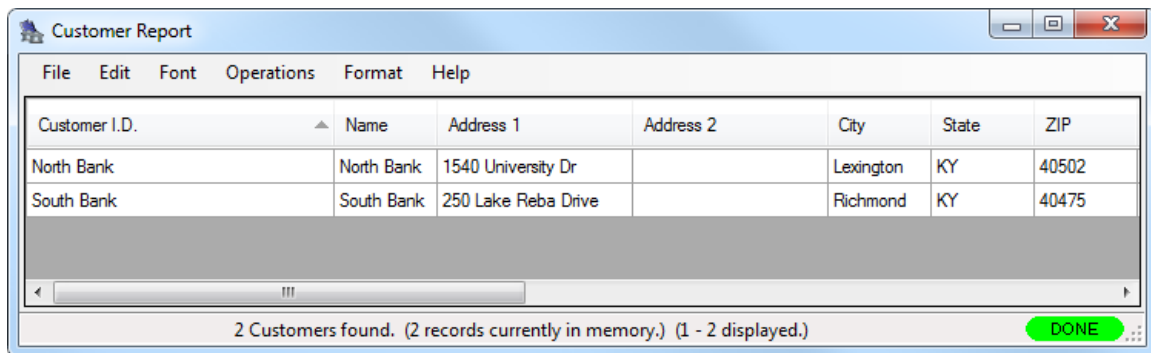 Customer Report
File Edit Font Operations Format Help
Customer I.D. Name Address 1 Address 2 City State ZIP
North Bank North Bank 1540 University Dr Lexington KY 40502
South Bank South Bank 250 Lake Reba Drive Richmond KY 40475
2 Customers found. (2 records currently in memory.) (1 - 2 displayed.) DONE